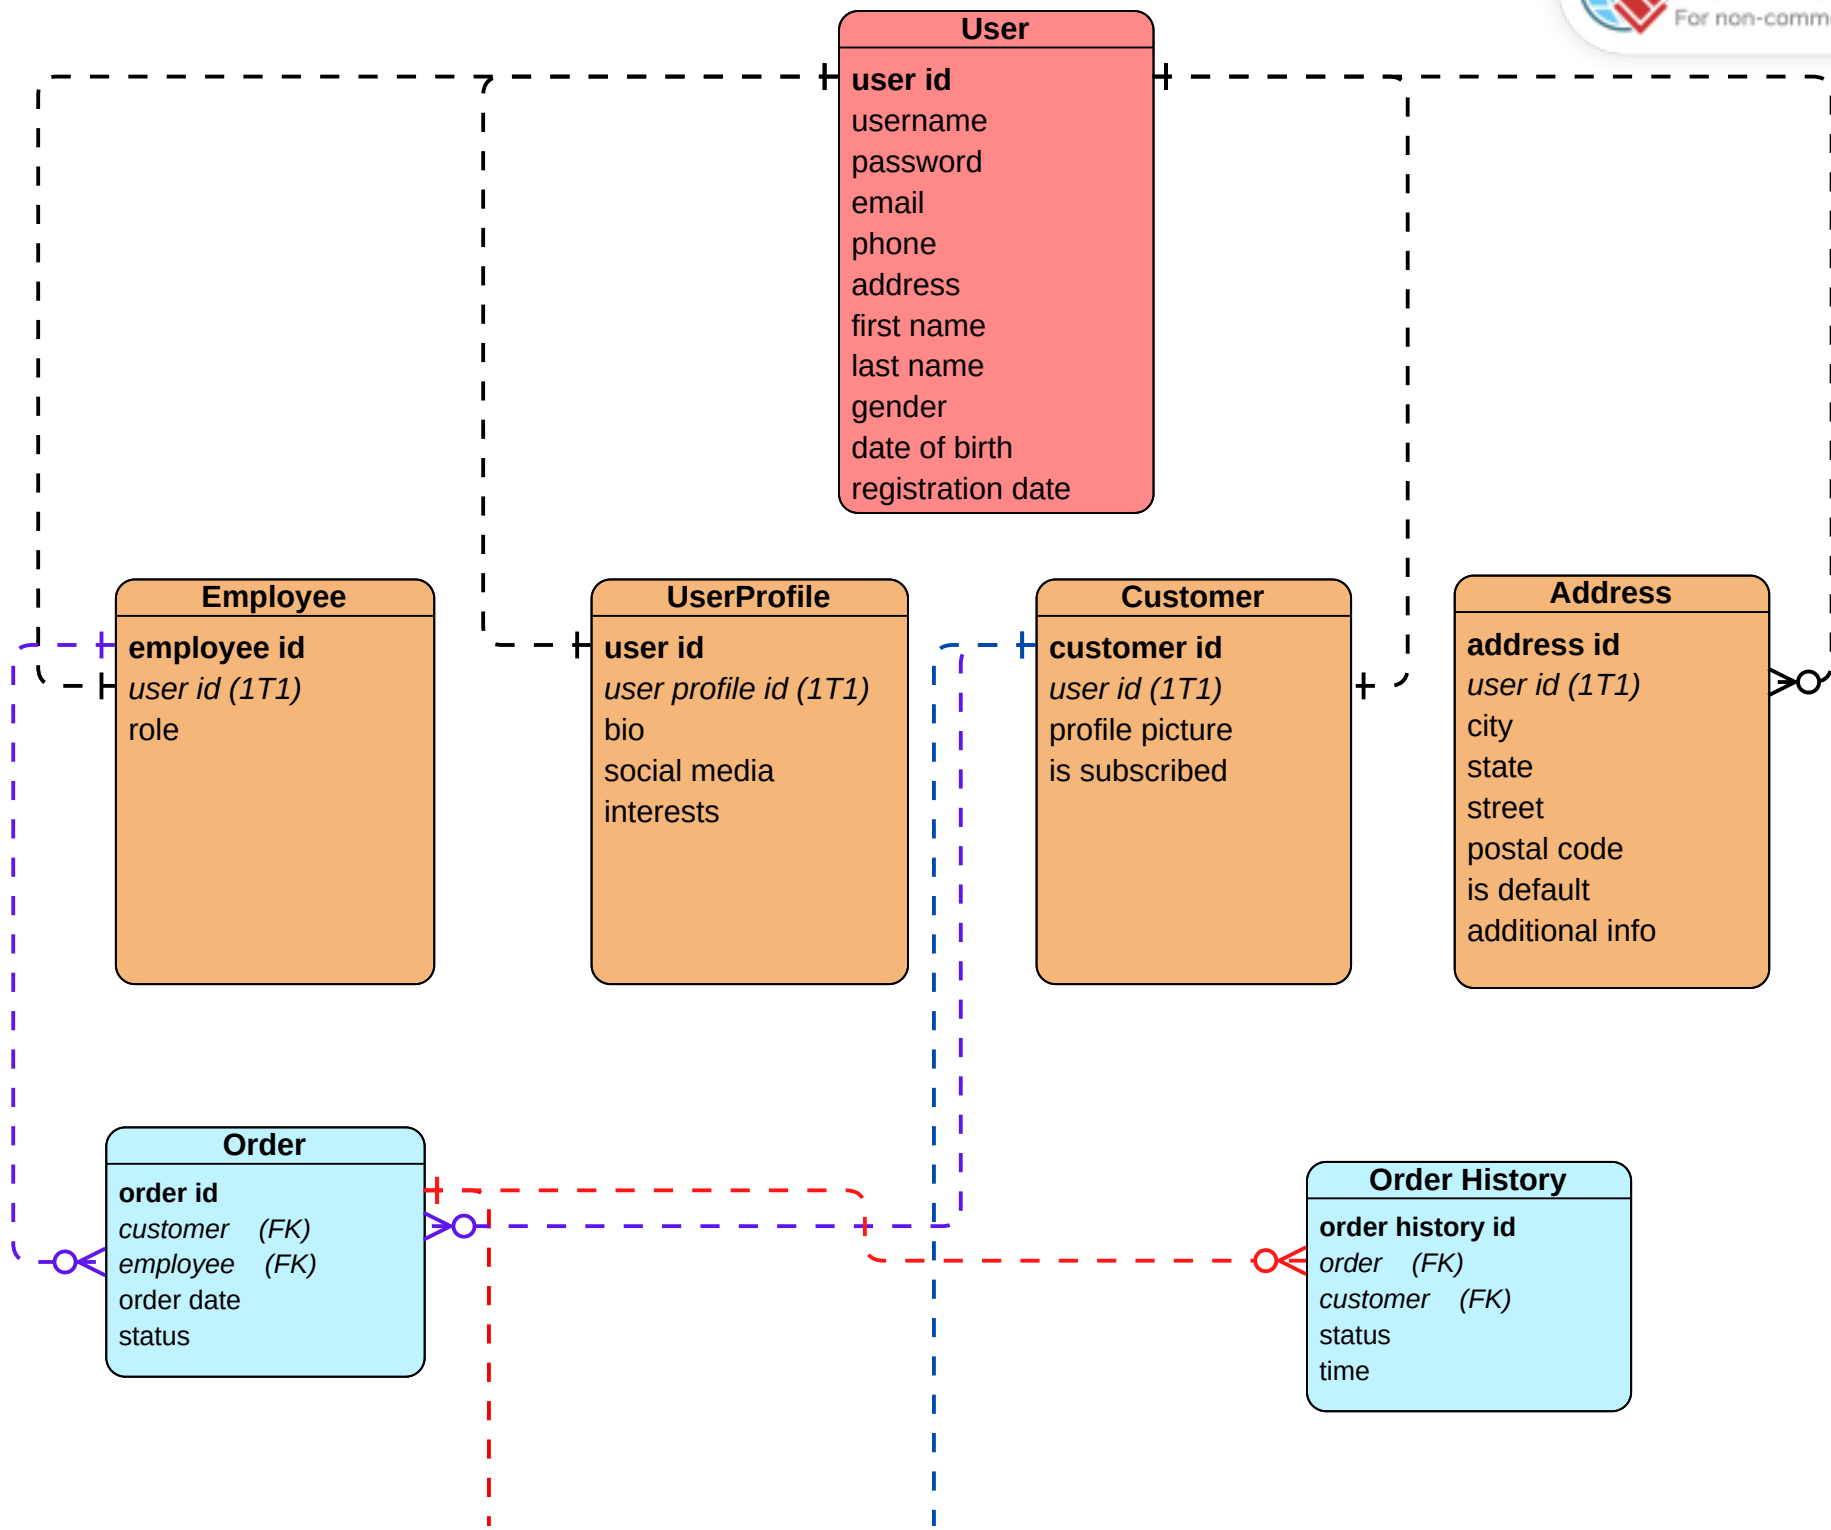 For non-comm
User
user id
username
password
email
phone
address
first name
last name
gender
date of birth
registration date
Employee
employee id
user id (1T1)
role
UserProfile
user id
user profile id (1T1)
bio
social media
interests
Customer
customer id
user id (1T1)
profile picture
is subscribed
Address
address id
user id (1T1)
city
state
street
postal code
is default
additional info
Order
order id
customer (FK)
employee (FK)
order date
status
Order History
order history id
order (FK)
customer (FK)
status
time